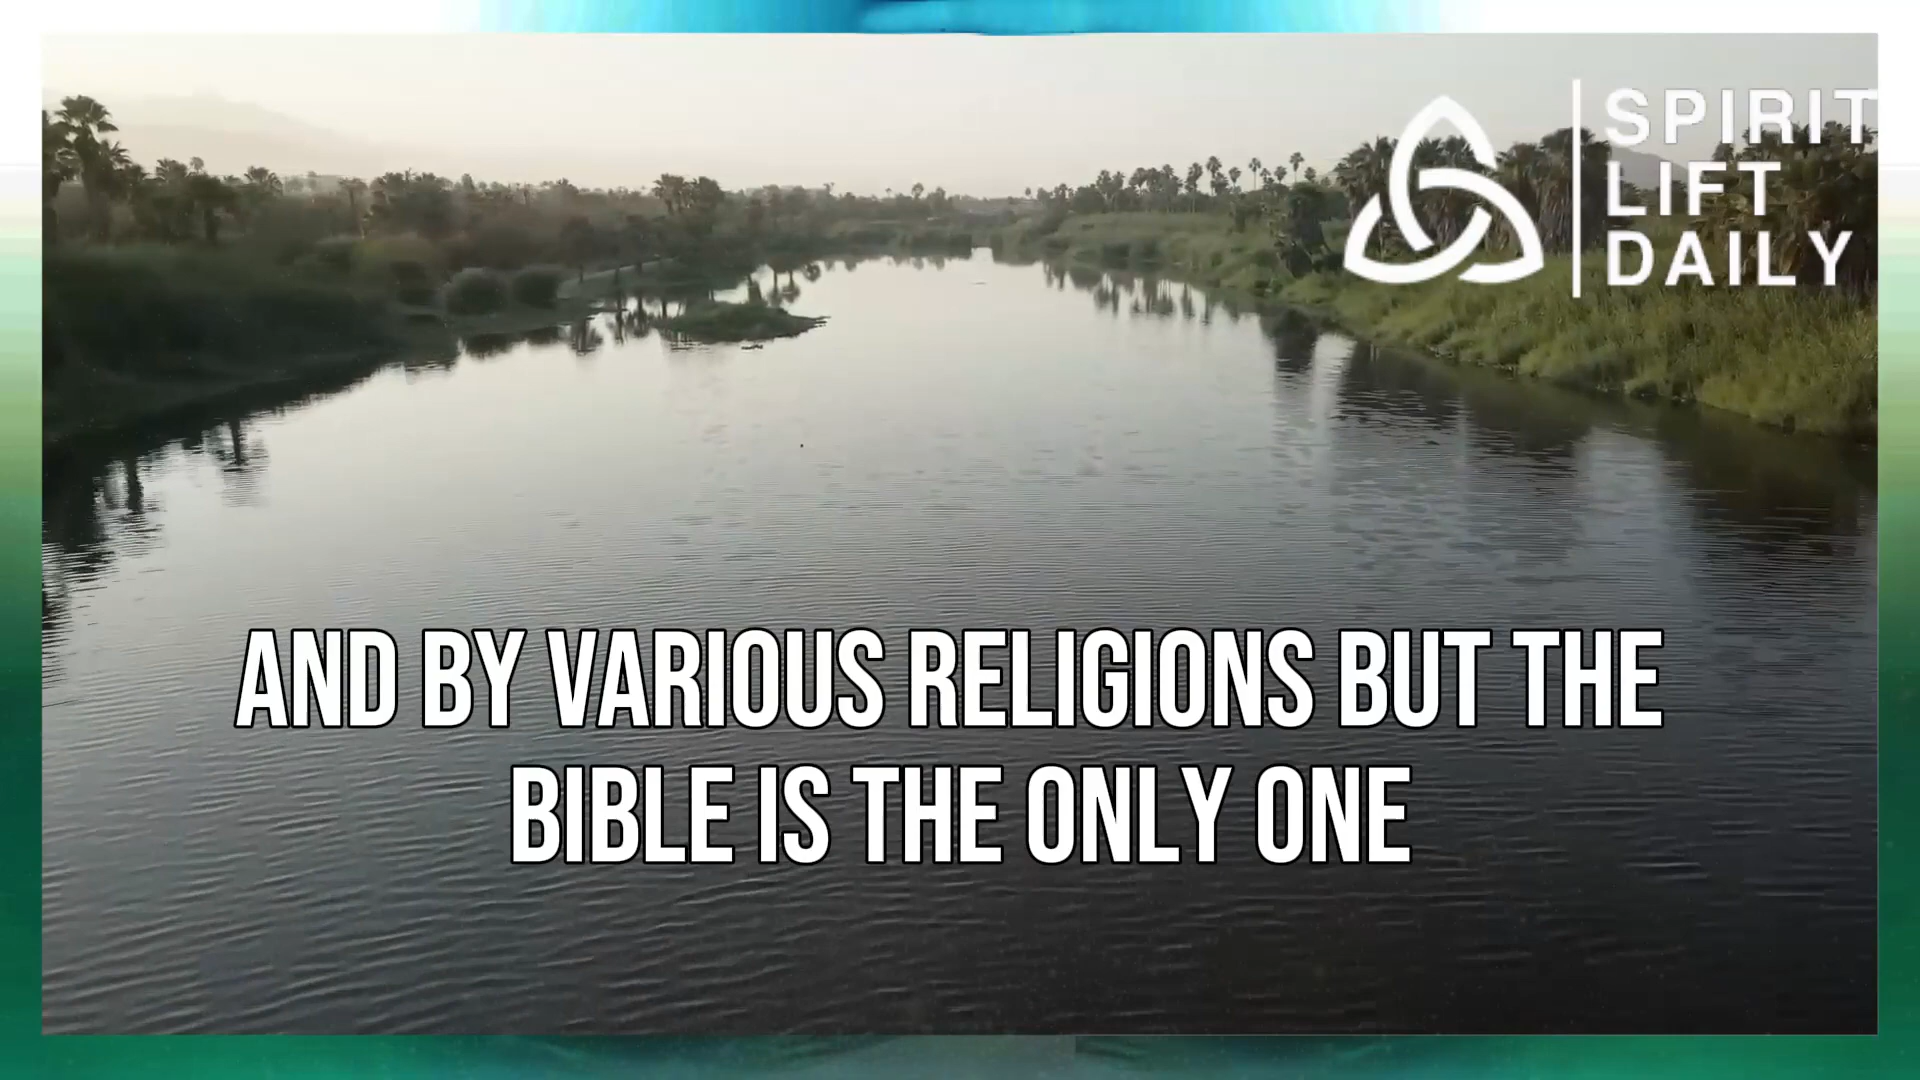 SPIRIT
LIFT
DAILY
AND BY VARIOUS RELIGIONS BUT THE
BIBLE IS THE ONLY ONE